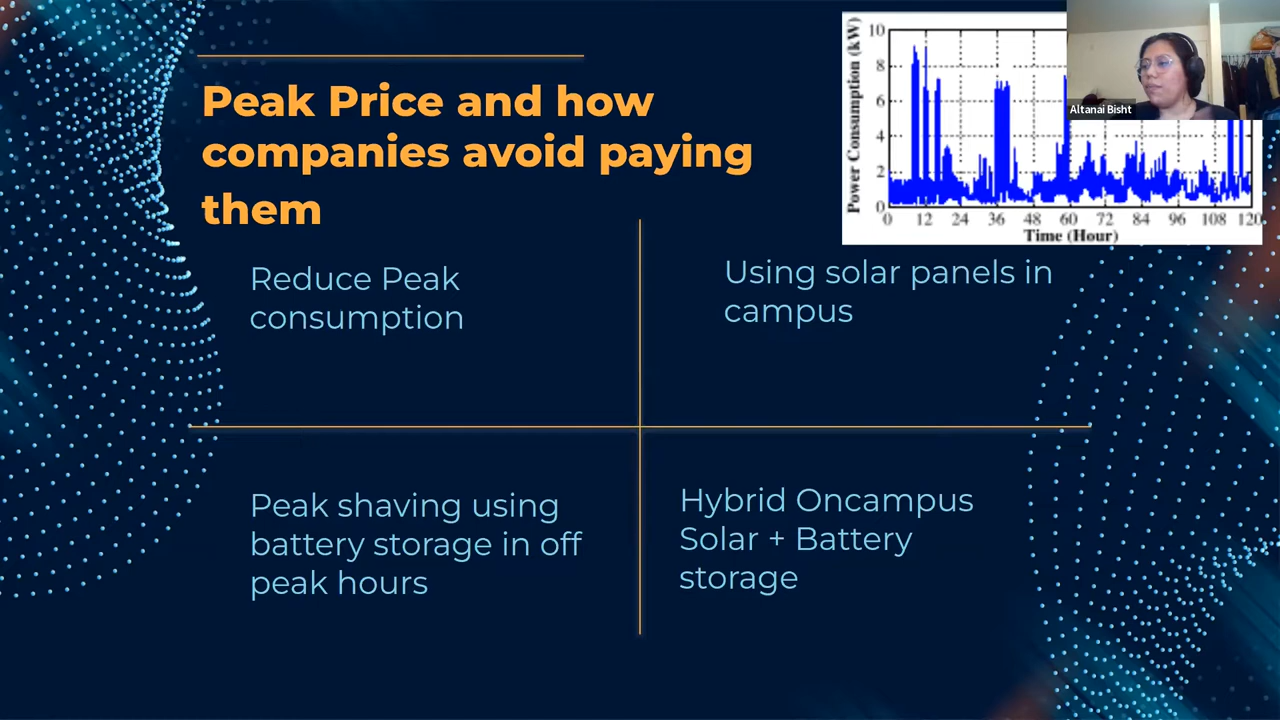 Peak Price and how
companies avoid paying
them
Power Consumption (kW)
10
8
6
4
2
0
0 12 24 36 48 60 72 84 96 108 120
Time (Hour)
Altanai Bisht
Reduce Peak
consumption
Using solar panels in
campus
Peak shaving using
battery storage in off
peak hours
Hybrid Oncampus
Solar + Battery
storage